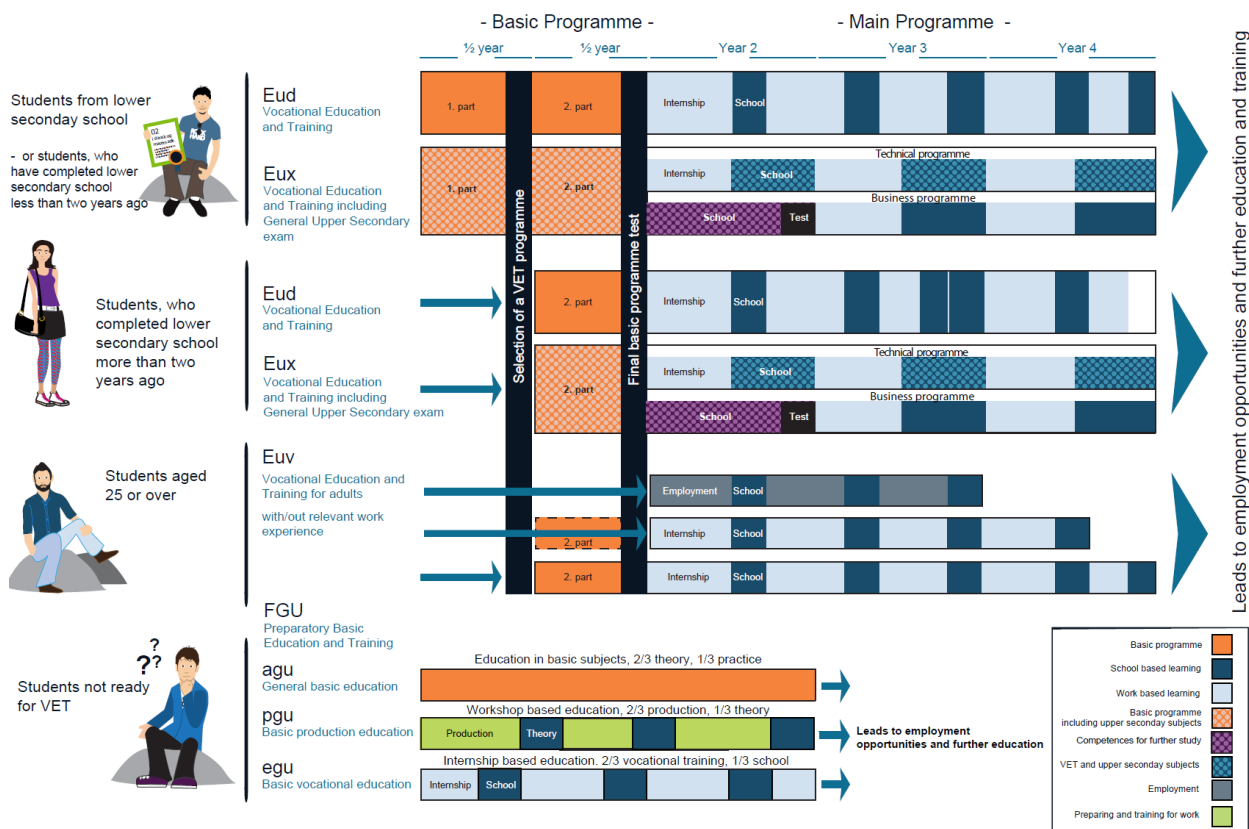 - Basic Programme -
- Main Programme -
½ year
½ year
Year 2
Year 3
Year 4
Students from lower
seconday school
- or students, who
have completed lower
secondary school
less than two years ago
02
Eud
Vocational Education
and Training
1. part
2. part
Internship
School
Eux
Vocational Education
and Training including
General Upper Secondary
exam
1. part
2. part
Technical programme
Internship
School
Business programme
School
Test
Selection of a VET programme
Final basic programme test
Students, who
completed lower
secondary school
more than two
years ago
Eud
Vocational Education
and Training
2. part
Internship
School
Eux
Vocational Education
and Training including
General Upper Secondary exam
2. part
Technical programme
Internship
School
Business programme
School
Test
Students aged
25 or over
Euv
Vocational Education and
Training for adults
with/out relevant work
experience
Employment
School
2. part
Internship
School
2. part
Internship
School
Leads to employment opportunities and further education and training
Students not ready
for VET
? ? ?
FGU
Preparatory Basic
Education and Training
agu
General basic education
Education in basic subjects, 2/3 theory, 1/3 practice
pgu
Basic production education
Workshop based education, 2/3 production, 1/3 theory
Production
Theory
egu
Basic vocational education
Internship based education. 2/3 vocational training, 1/3 school
Internship
School
Leads to employment
opportunities and further education
Basic programme
School based learning
Work based learning
Basic programme
including upper seconday subjects
Competences for further study
VET and upper seconday subjects
Employment
Preparing and training for work